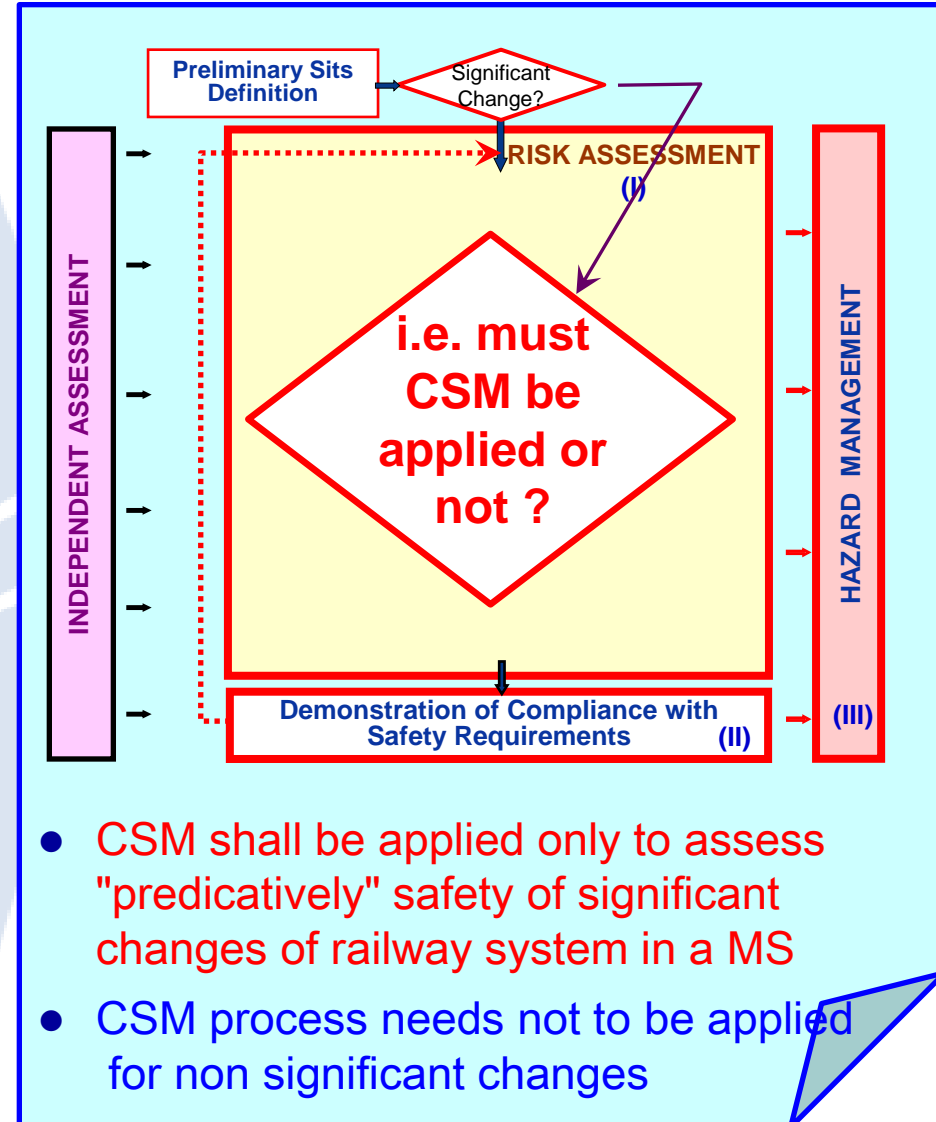 Preliminary Sits
Definition
Significant
Change?
RISK ASSESSMENT
(I)
INDEPENDENT ASSESSMENT
i.e. must
CSM be
applied or
not ?
HAZARD MANAGEMENT
(III)
Demonstration of Compliance with
Safety Requirements (II)
● CSM shall be applied only to assess
"predicatively" safety of significant
changes of railway system in a MS
● CSM process needs not to be applied
for non significant changes